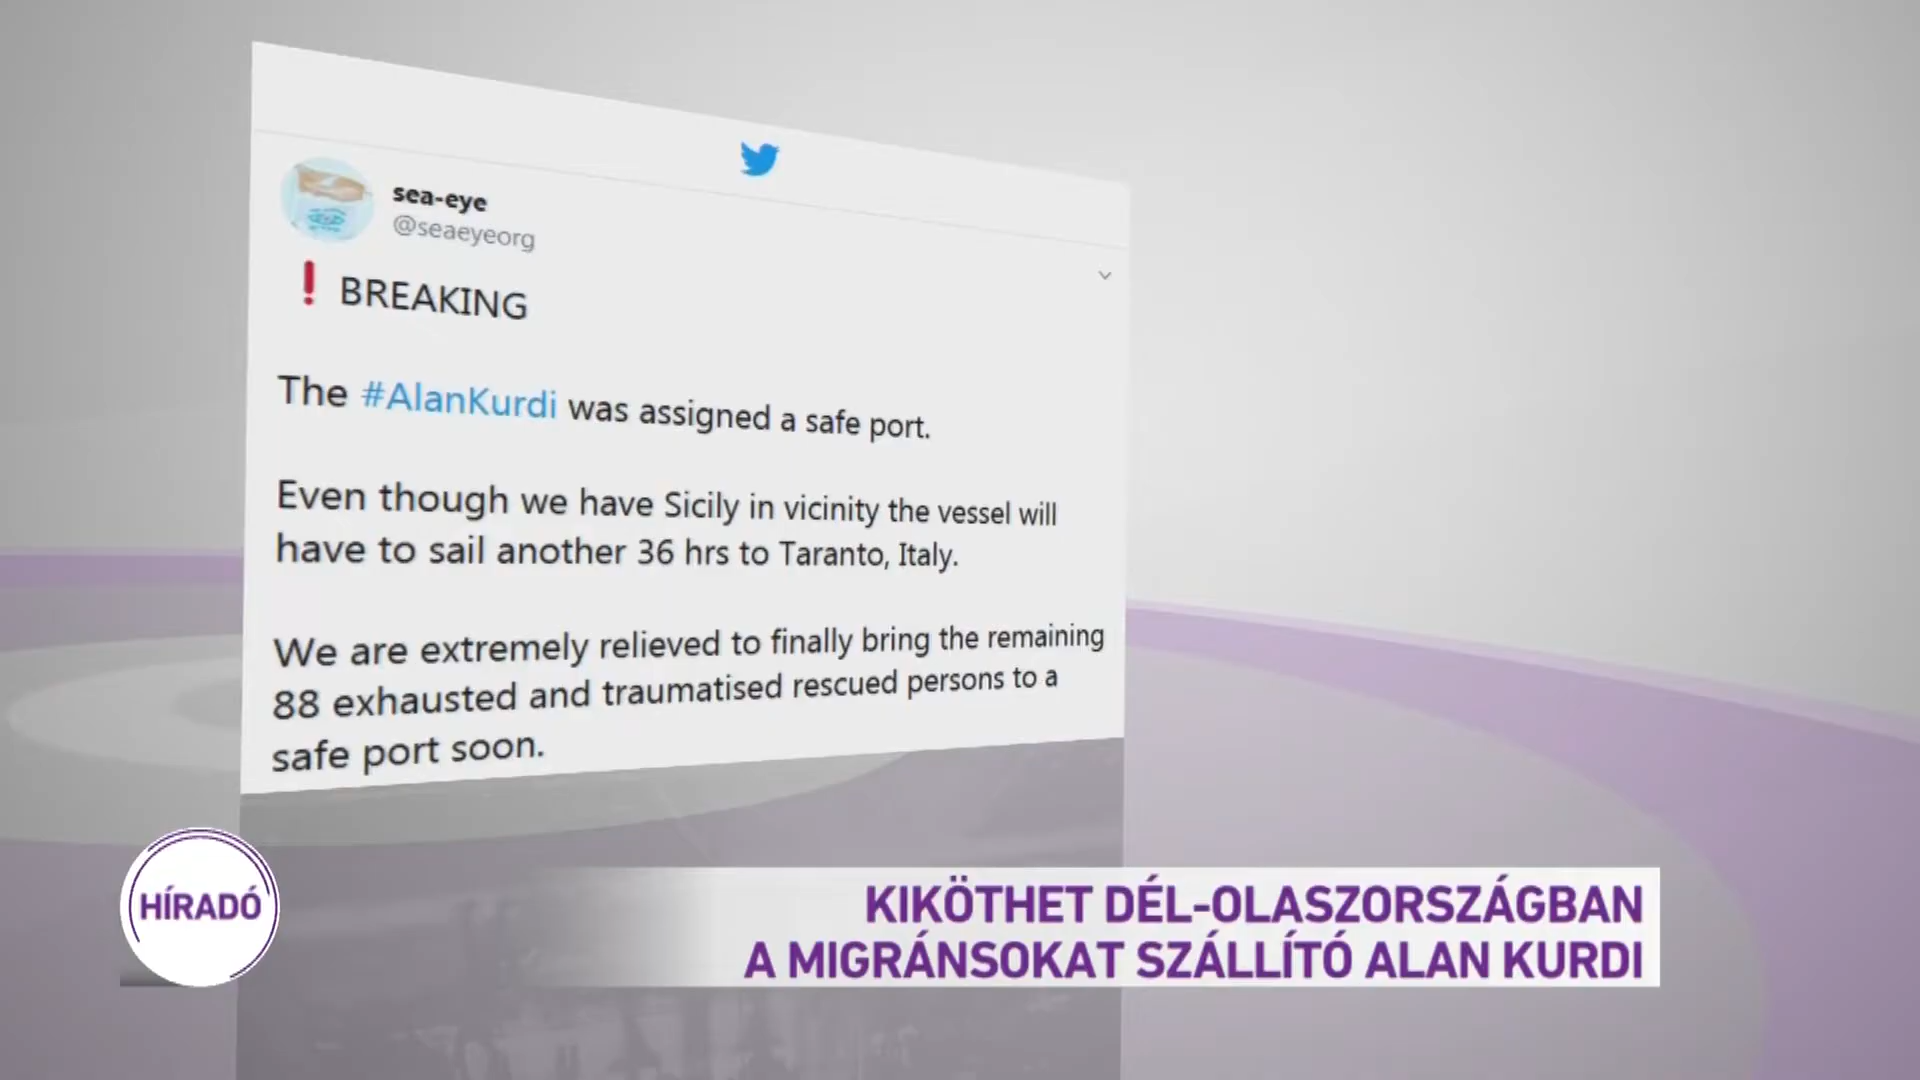 sea-eye
@seaeyeorg
❗ BREAKING
The #AlanKurdi was assigned a safe port.
Even though we have Sicily in vicinity the vessel will
have to sail another 36 hrs to Taranto, Italy.
We are extremely relieved to finally bring the remaining
88 exhausted and traumatised rescued persons to a
safe port soon.
HÍRADÓ
KIKÖTHET DÉL-OLASZORSZÁGBAN
A MIGRÁNSOKAT SZÁLLÍTÓ ALAN KURDI